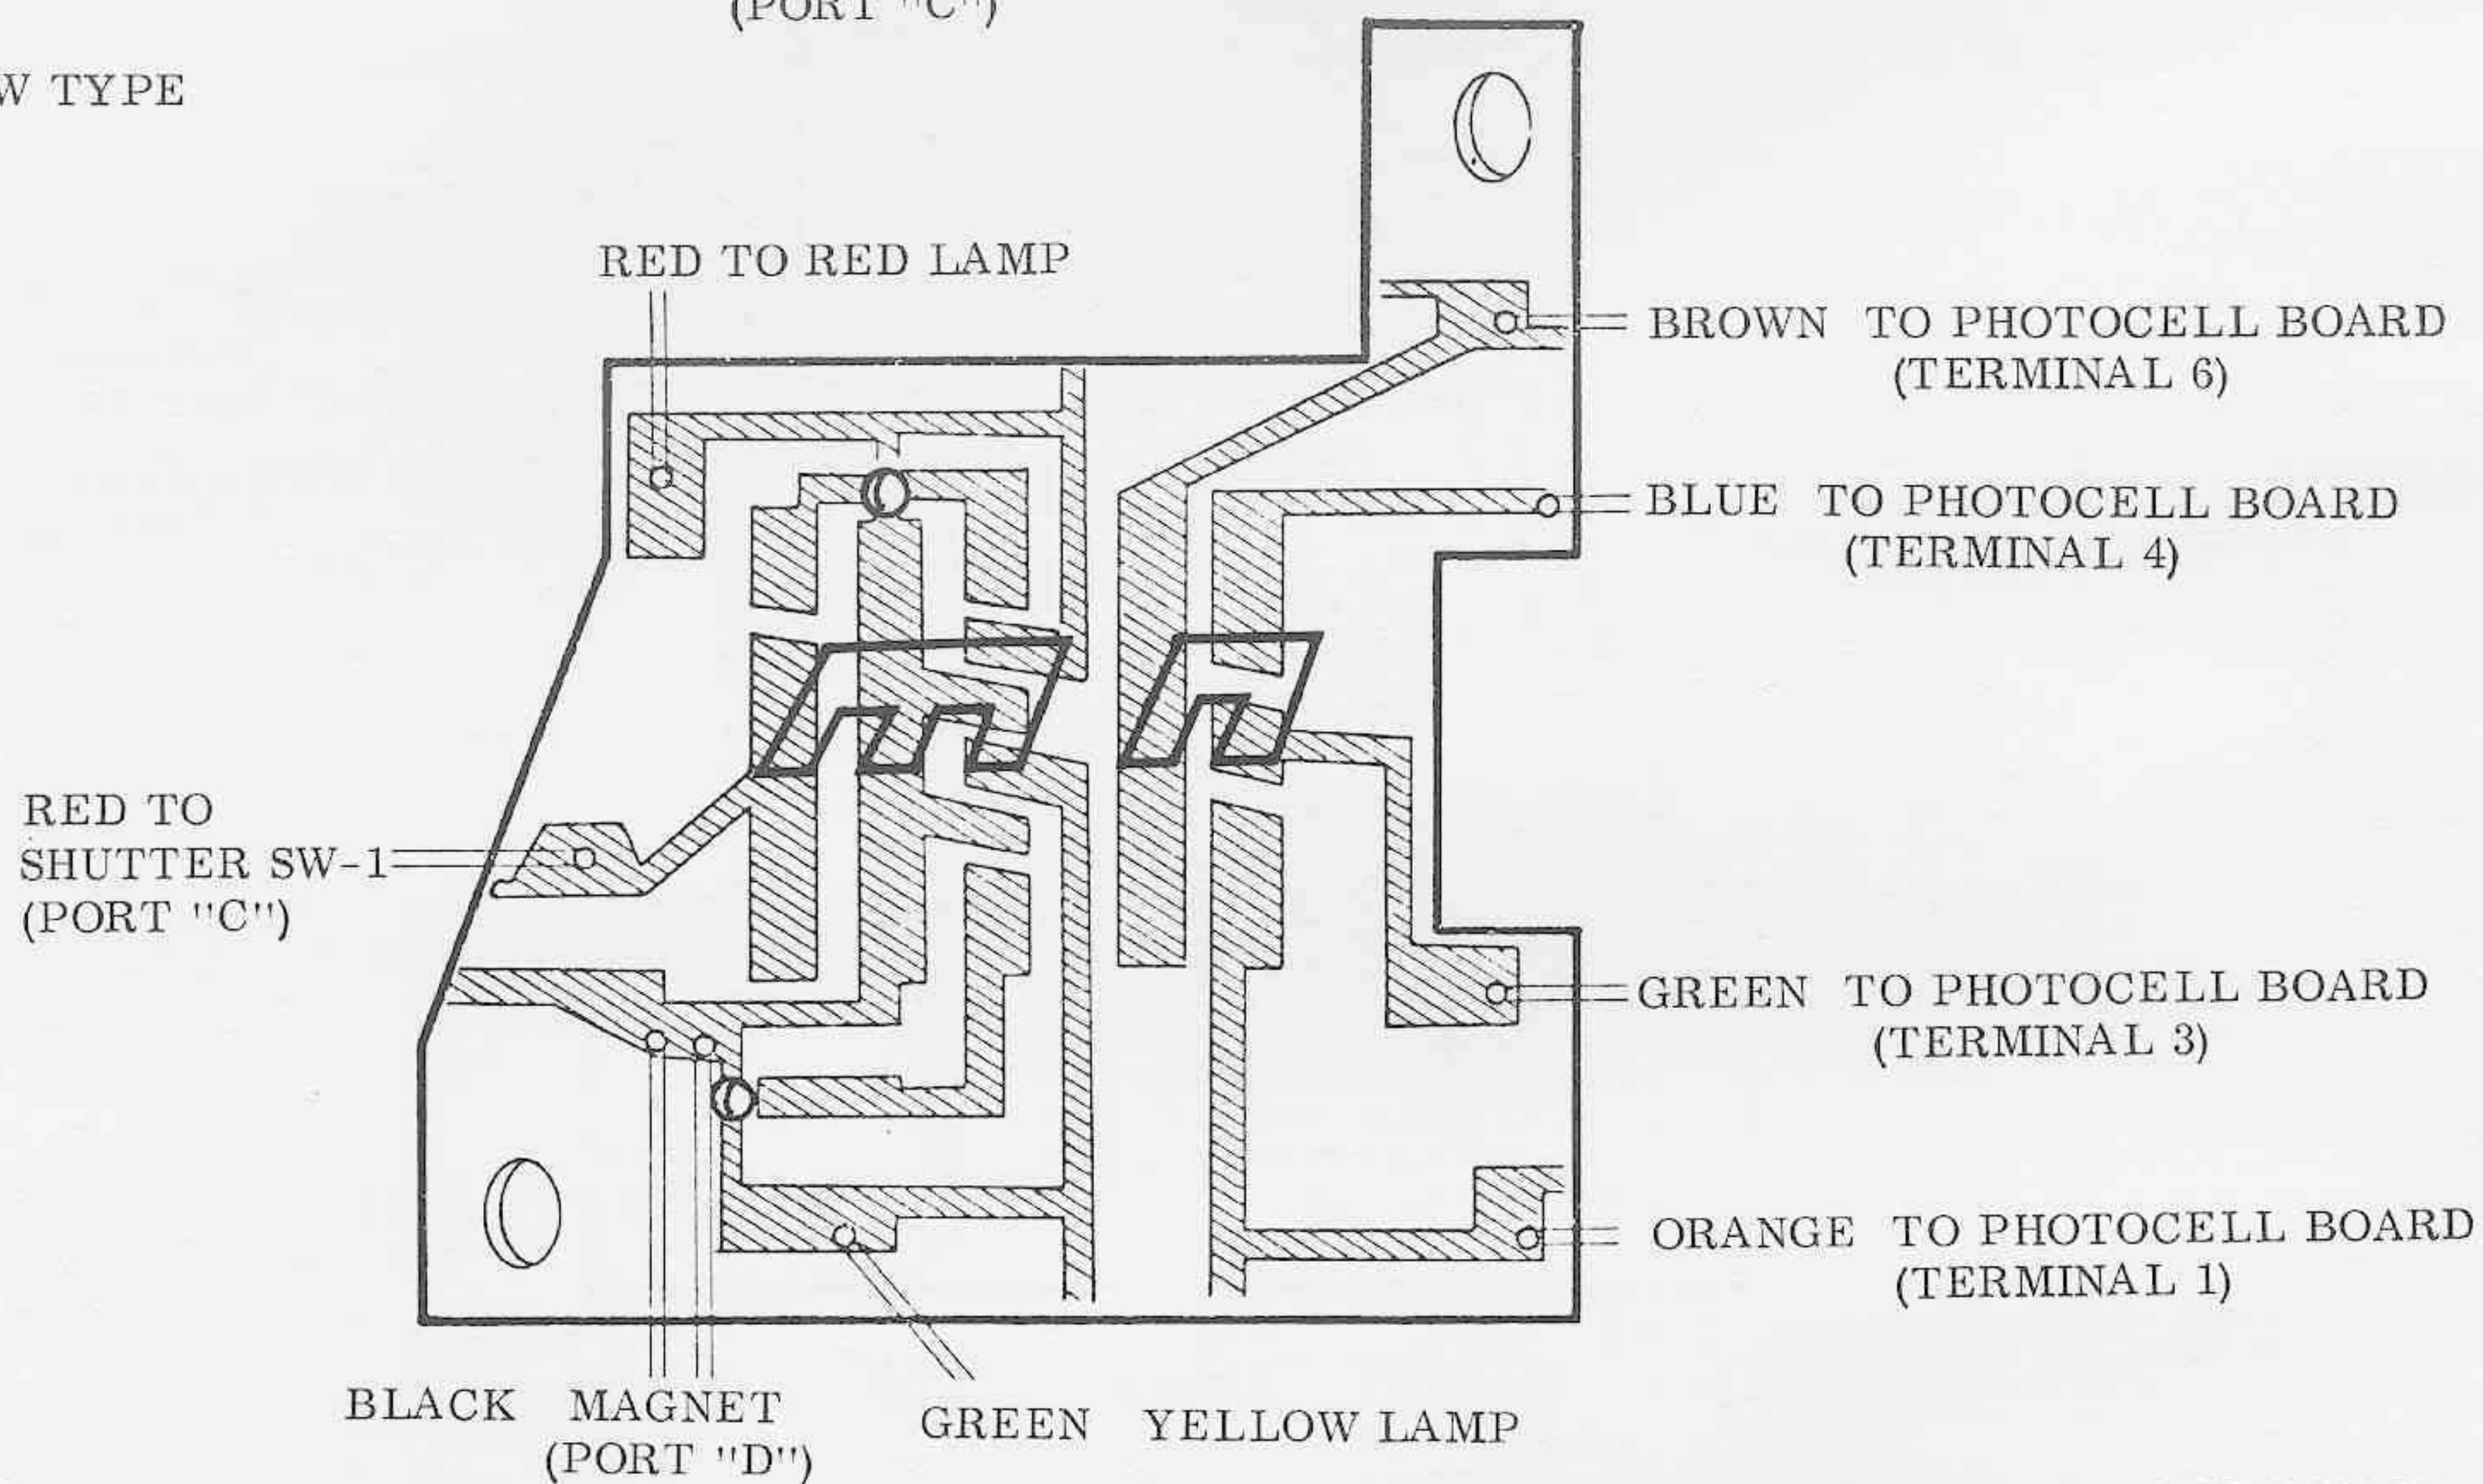 (PORT "C")
W TYPE
RED TO RED LAMP
BROWN TO PHOTOCELL BOARD
(TERMINAL 6)
BLUE TO PHOTOCELL BOARD
(TERMINAL 4)
RED TO
SHUTTER SW-1
(PORT "C")
GREEN TO PHOTOCELL BOARD
(TERMINAL 3)
ORANGE TO PHOTOCELL BOARD
(TERMINAL 1)
BLACK MAGNET
(PORT "D")
GREEN YELLOW LAMP